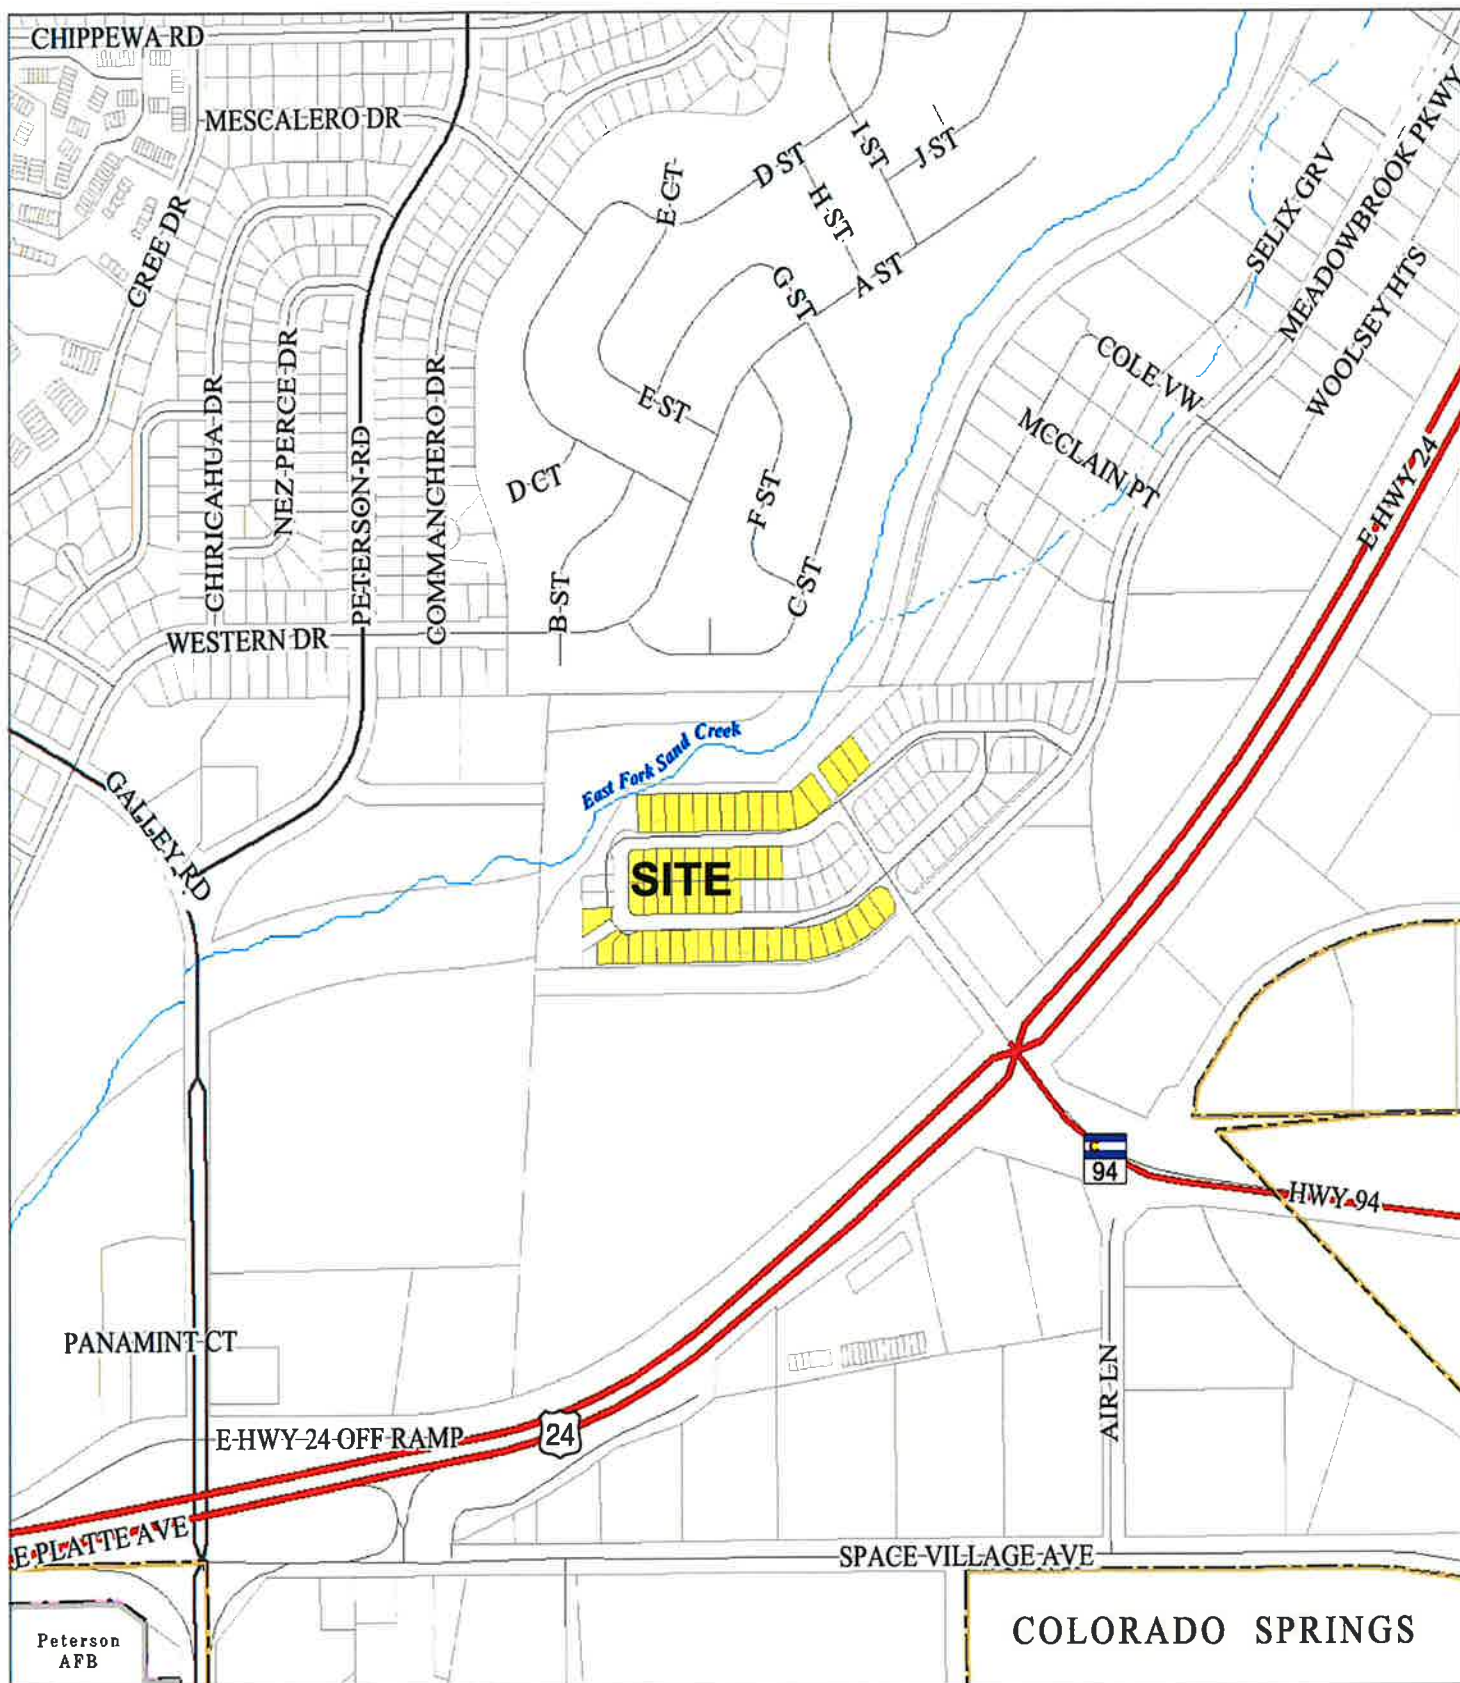 CHIPPEWA RD
MESCALERO DR
CREE DR
CHIRICAHUA DR
NEZ PERCE DR
PETERSON RD
COMMANCHERO DR
WESTERN DR
GALLEY RD
E CT
D ST
I ST
J ST
H ST
G ST
A ST
E ST
D CT
F ST
C ST
B ST
SELIX GRV
MEADOWBROOK PKWY
WOOLSEY HTS
COLE VW
MCCLAIN PT
E HWY 24
East Fork Sand Creek
SITE
94
HWY 94
PANAMINT CT
AIR LN
E HWY 24 OFF RAMP
24
E PLATTE AVE
SPACE VILLAGE AVE
Peterson
AFB
COLORADO SPRINGS